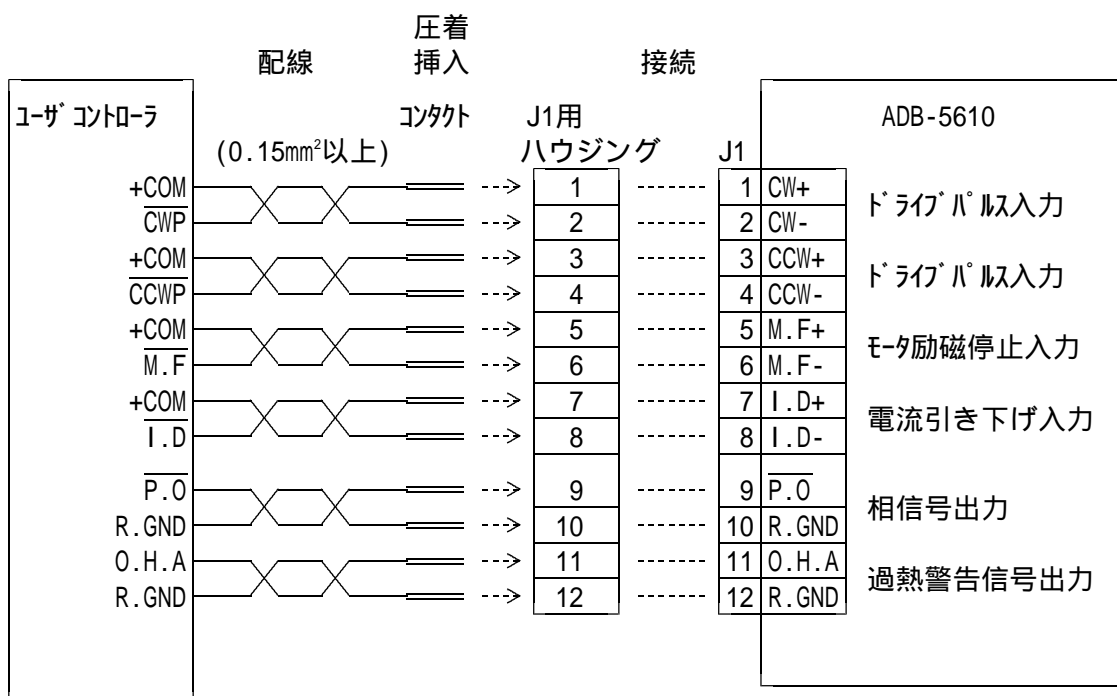 圧着
配線 挿入 接続
ﾕｰｻﾞｺﾝﾄﾛｰﾗ ｺﾝﾀｸﾄ J1用 ADB-5610
(0.15mm²以上) ハウジング J1
+COM 1 1 CW+
ﾄﾞﾗｲﾌﾞﾊﾟﾙｽ入力
C̅W̅P̅ 2 2 CW-
+COM 3 3 CCW+
ﾄﾞﾗｲﾌﾞﾊﾟﾙｽ入力
C̅C̅W̅P̅ 4 4 CCW-
+COM 5 5 M.F+
ﾓｰﾀ励磁停止入力
M̅.̅F̅ 6 6 M.F-
+COM 7 7 I.D+
電流引き下げ入力
I̅.̅D̅ 8 8 I.D-
P̅.̅O̅ 9 9 P̅.̅O̅
相信号出力
R.GND 10 10 R.GND
O.H.A 11 11 O.H.A
過熱警告信号出力
R.GND 12 12 R.GND